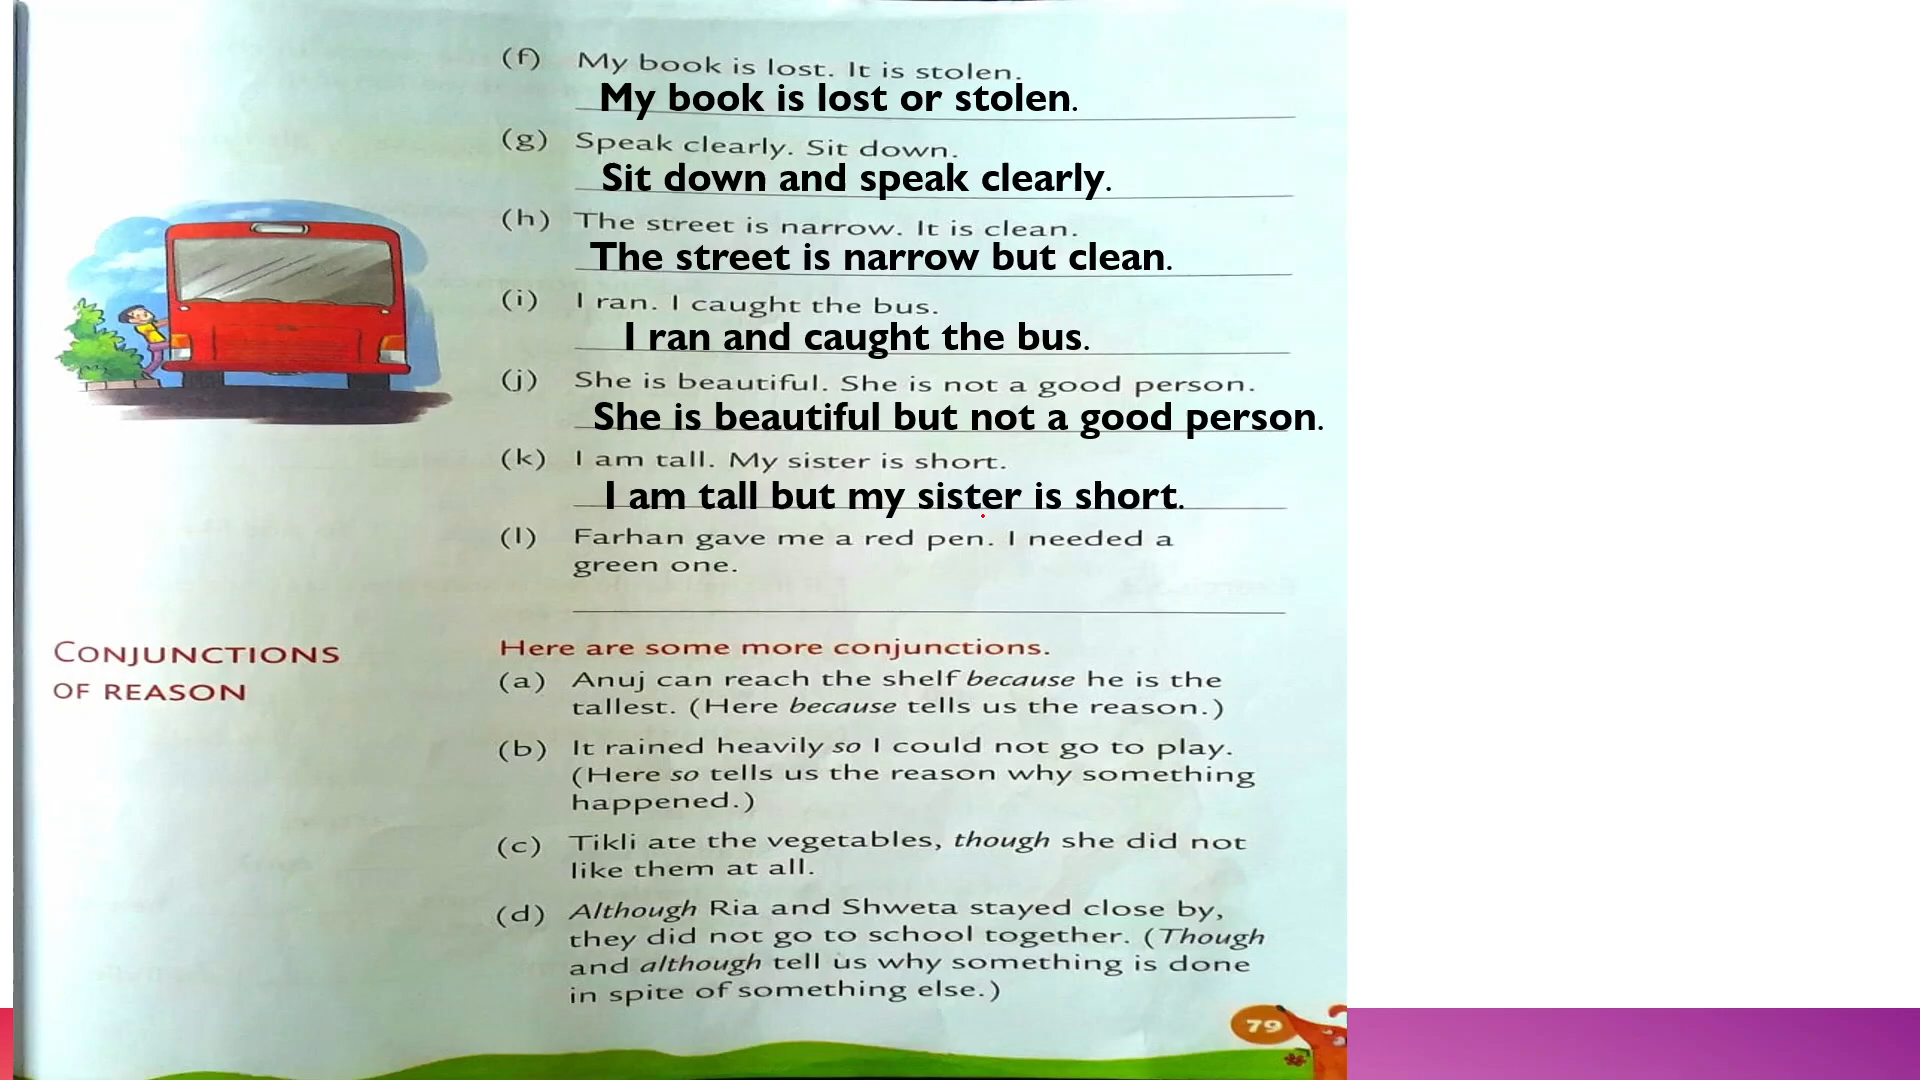 (f) My book is lost. It is stolen.
My book is lost or stolen.
(g) Speak clearly. Sit down.
Sit down and speak clearly.
(h) The street is narrow. It is clean.
The street is narrow but clean.
(i) I ran. I caught the bus.
I ran and caught the bus.
(j) She is beautiful. She is not a good person.
She is beautiful but not a good person.
(k) I am tall. My sister is short.
I am tall but my sister is short.
(l) Farhan gave me a red pen. I needed a
green one.
CONJUNCTIONS
OF REASON
Here are some more conjunctions.
(a) Anuj can reach the shelf because he is the
tallest. (Here because tells us the reason.)
(b) It rained heavily so I could not go to play.
(Here so tells us the reason why something
happened.)
(c) Tikli ate the vegetables, though she did not
like them at all.
(d) Although Ria and Shweta stayed close by,
they did not go to school together. (Though
and although tell us why something is done
in spite of something else.)
79